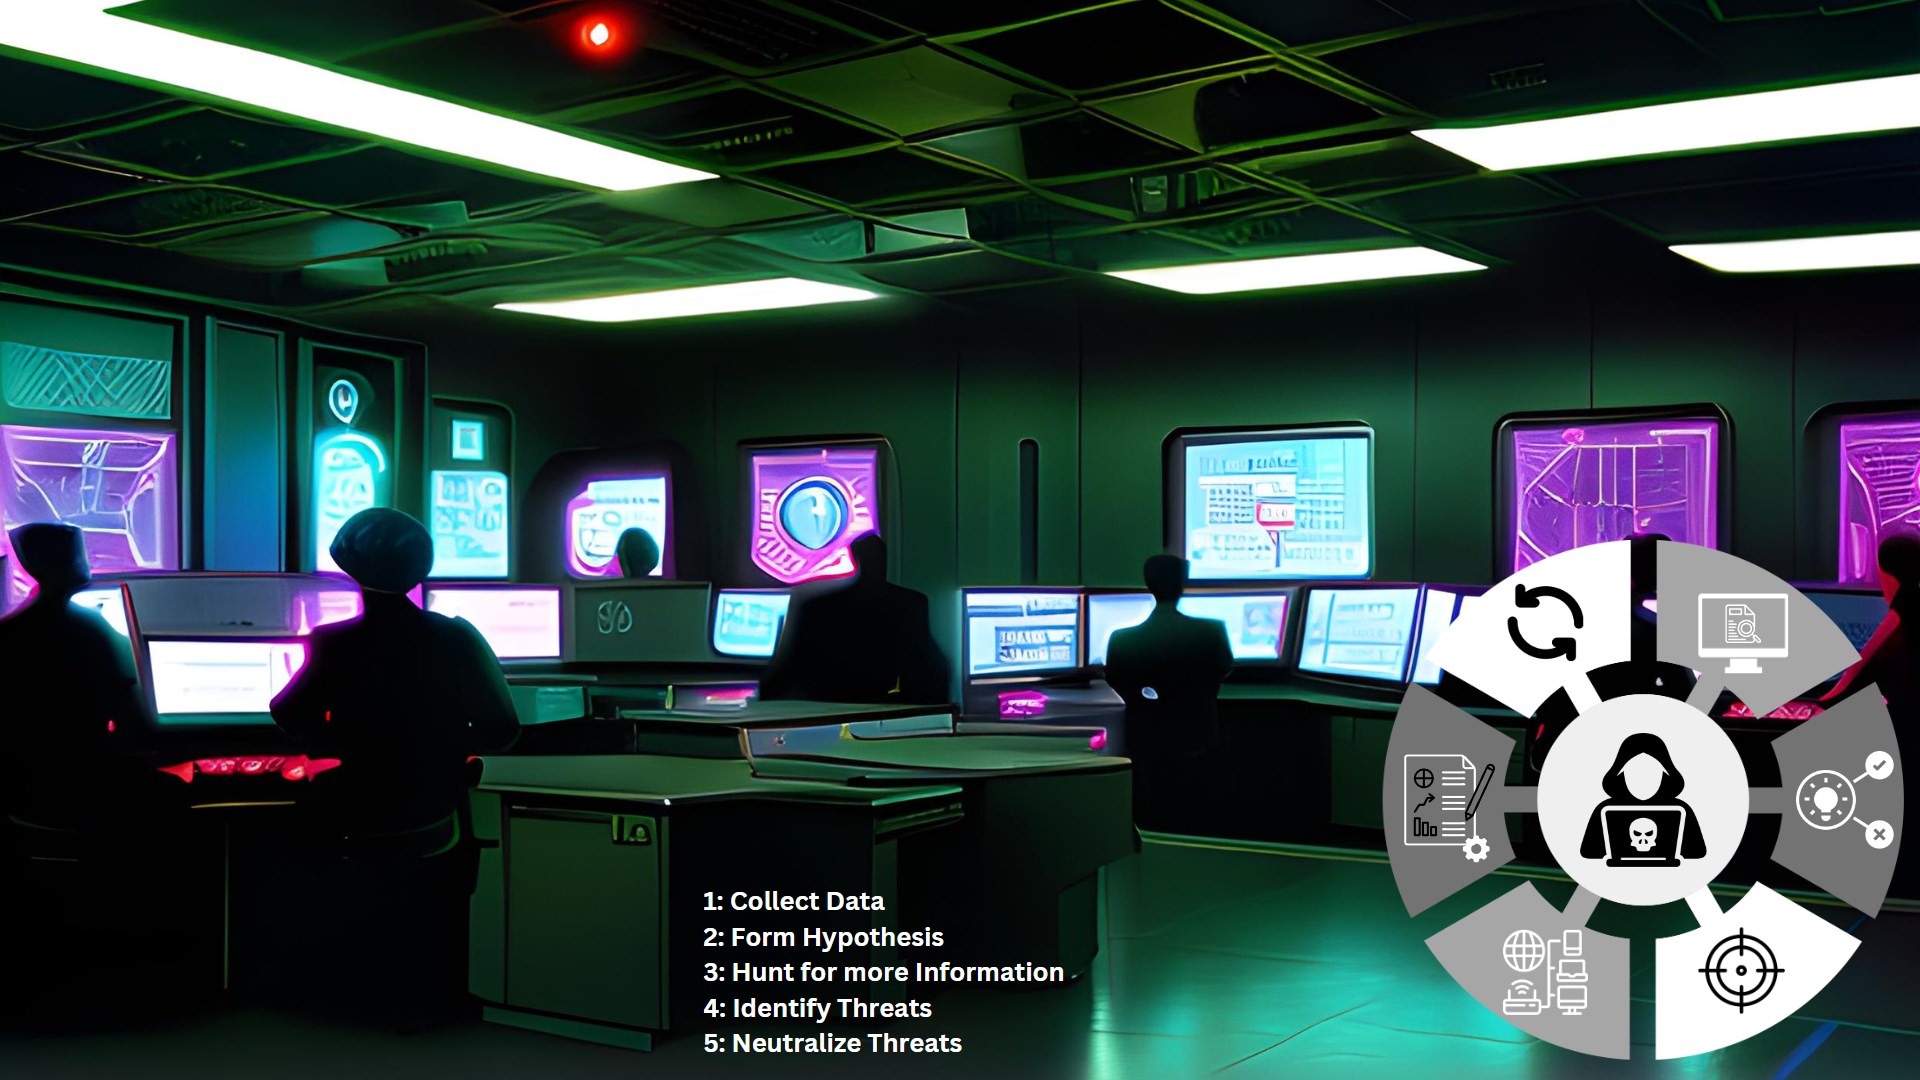 1: Collect Data
2: Form Hypothesis
3: Hunt for more Information
4: Identify Threats
5: Neutralize Threats